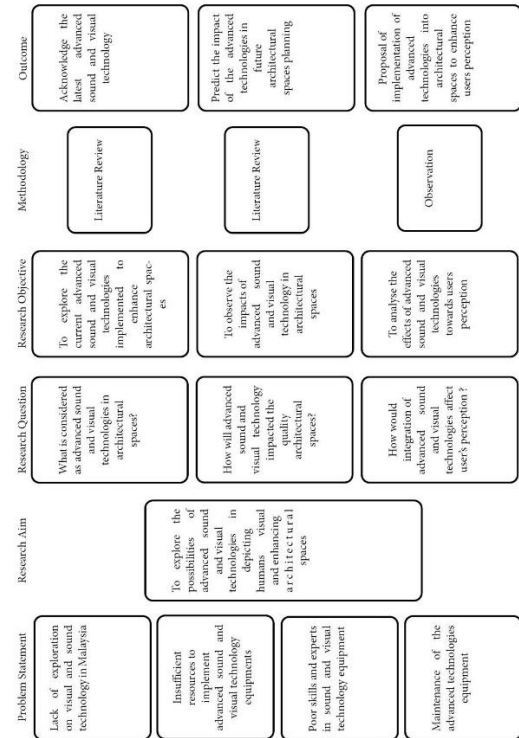 Problem Statement
Lack of exploration
on visual and sound
technology in Malaysia
Insufficient
resources to
implement
advanced sound and
visual technology
equipments
Poor skills and experts
in sound and visual
technology equipment
Maintenance of the
advanced technologies
equipment
Research Aim
To explore the
possibilities of
advanced sound
and visual
technologies in
depicting
humans visual
and enhancing
architectural
spaces
Research Question
What is considered
as advanced sound
and visual
technologies in
architectural
spaces?
How will advanced
sound and
visual technology
impacted the
quality
architectural
spaces?
How would
integration of
advanced sound
and visual
technologies affect
user's perception ?
Research Objective
To explore the
current advanced
sound and visual
technologies
implemented to
enhance
architectural spac-
es
To observe the
impacts of
advanced sound
and visual
technology in
architectural
spaces
To analyse the
effects of advanced
sound and visual
technologies
towards users
perception
Methodology
Literature Review
Literature Review
Observation
Outcome
Acknowledge the
latest advanced
sound and visual
technology
Predict the impact
of the advanced
technologies in
future
architectural
spaces planning
Proposal of
implementation of
advanced
technologies into
architectural
spaces to enhance
users perception